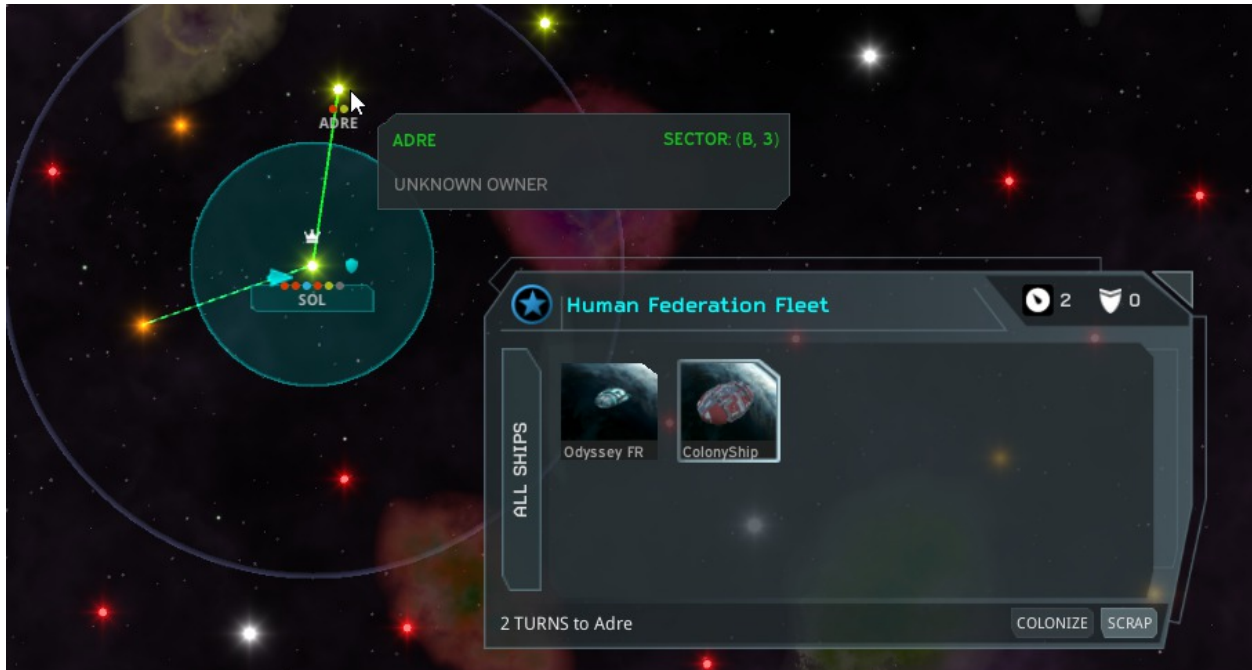 ADRE
ADRE SECTOR: (B, 3)
UNKNOWN OWNER
SOL
Human Federation Fleet 2 0
ALL SHIPS
Odyssey FR ColonyShip
2 TURNS to Adre COLONIZE SCRAP